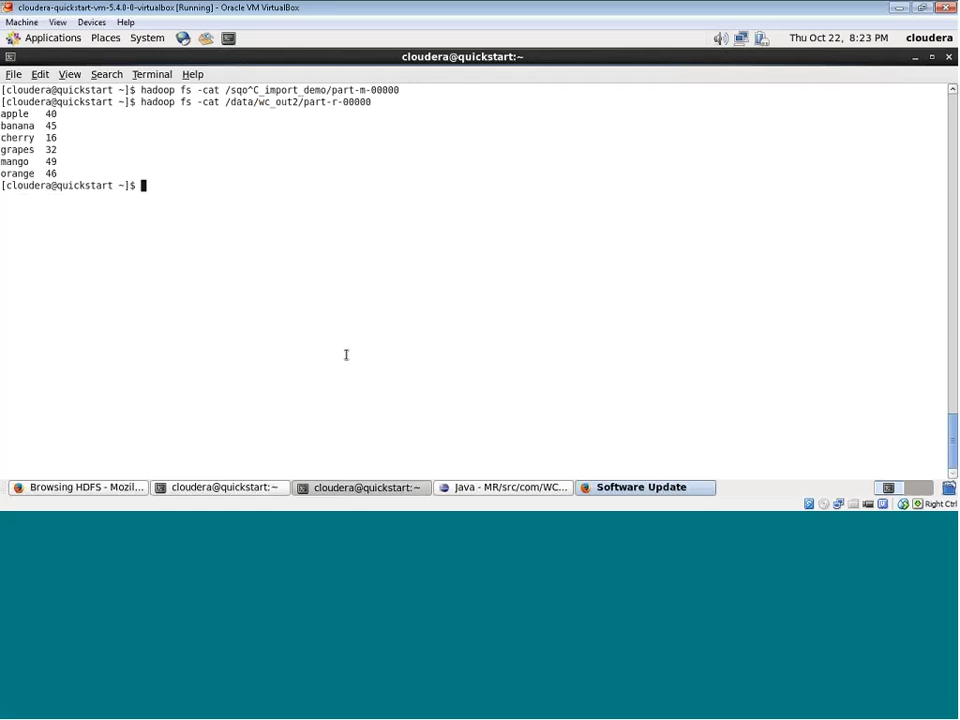 cloudera-quickstart-vm-5.4.0-0-virtualbox [Running] - Oracle VM VirtualBox
Machine View Devices Help
Applications Places System Thu Oct 22, 8:23 PM cloudera
cloudera@quickstart:~
File Edit View Search Terminal Help
[cloudera@quickstart ~]$ hadoop fs -cat /sqo^C_import_demo/part-m-00000
[cloudera@quickstart ~]$ hadoop fs -cat /data/wc_out2/part-r-00000
apple 40
banana 45
cherry 16
grapes 32
mango 49
orange 46
[cloudera@quickstart ~]$
Browsing HDFS - Mozil... cloudera@quickstart:~ cloudera@quickstart:~ Java - MR/src/com/WC... Software Update
Right Ctrl